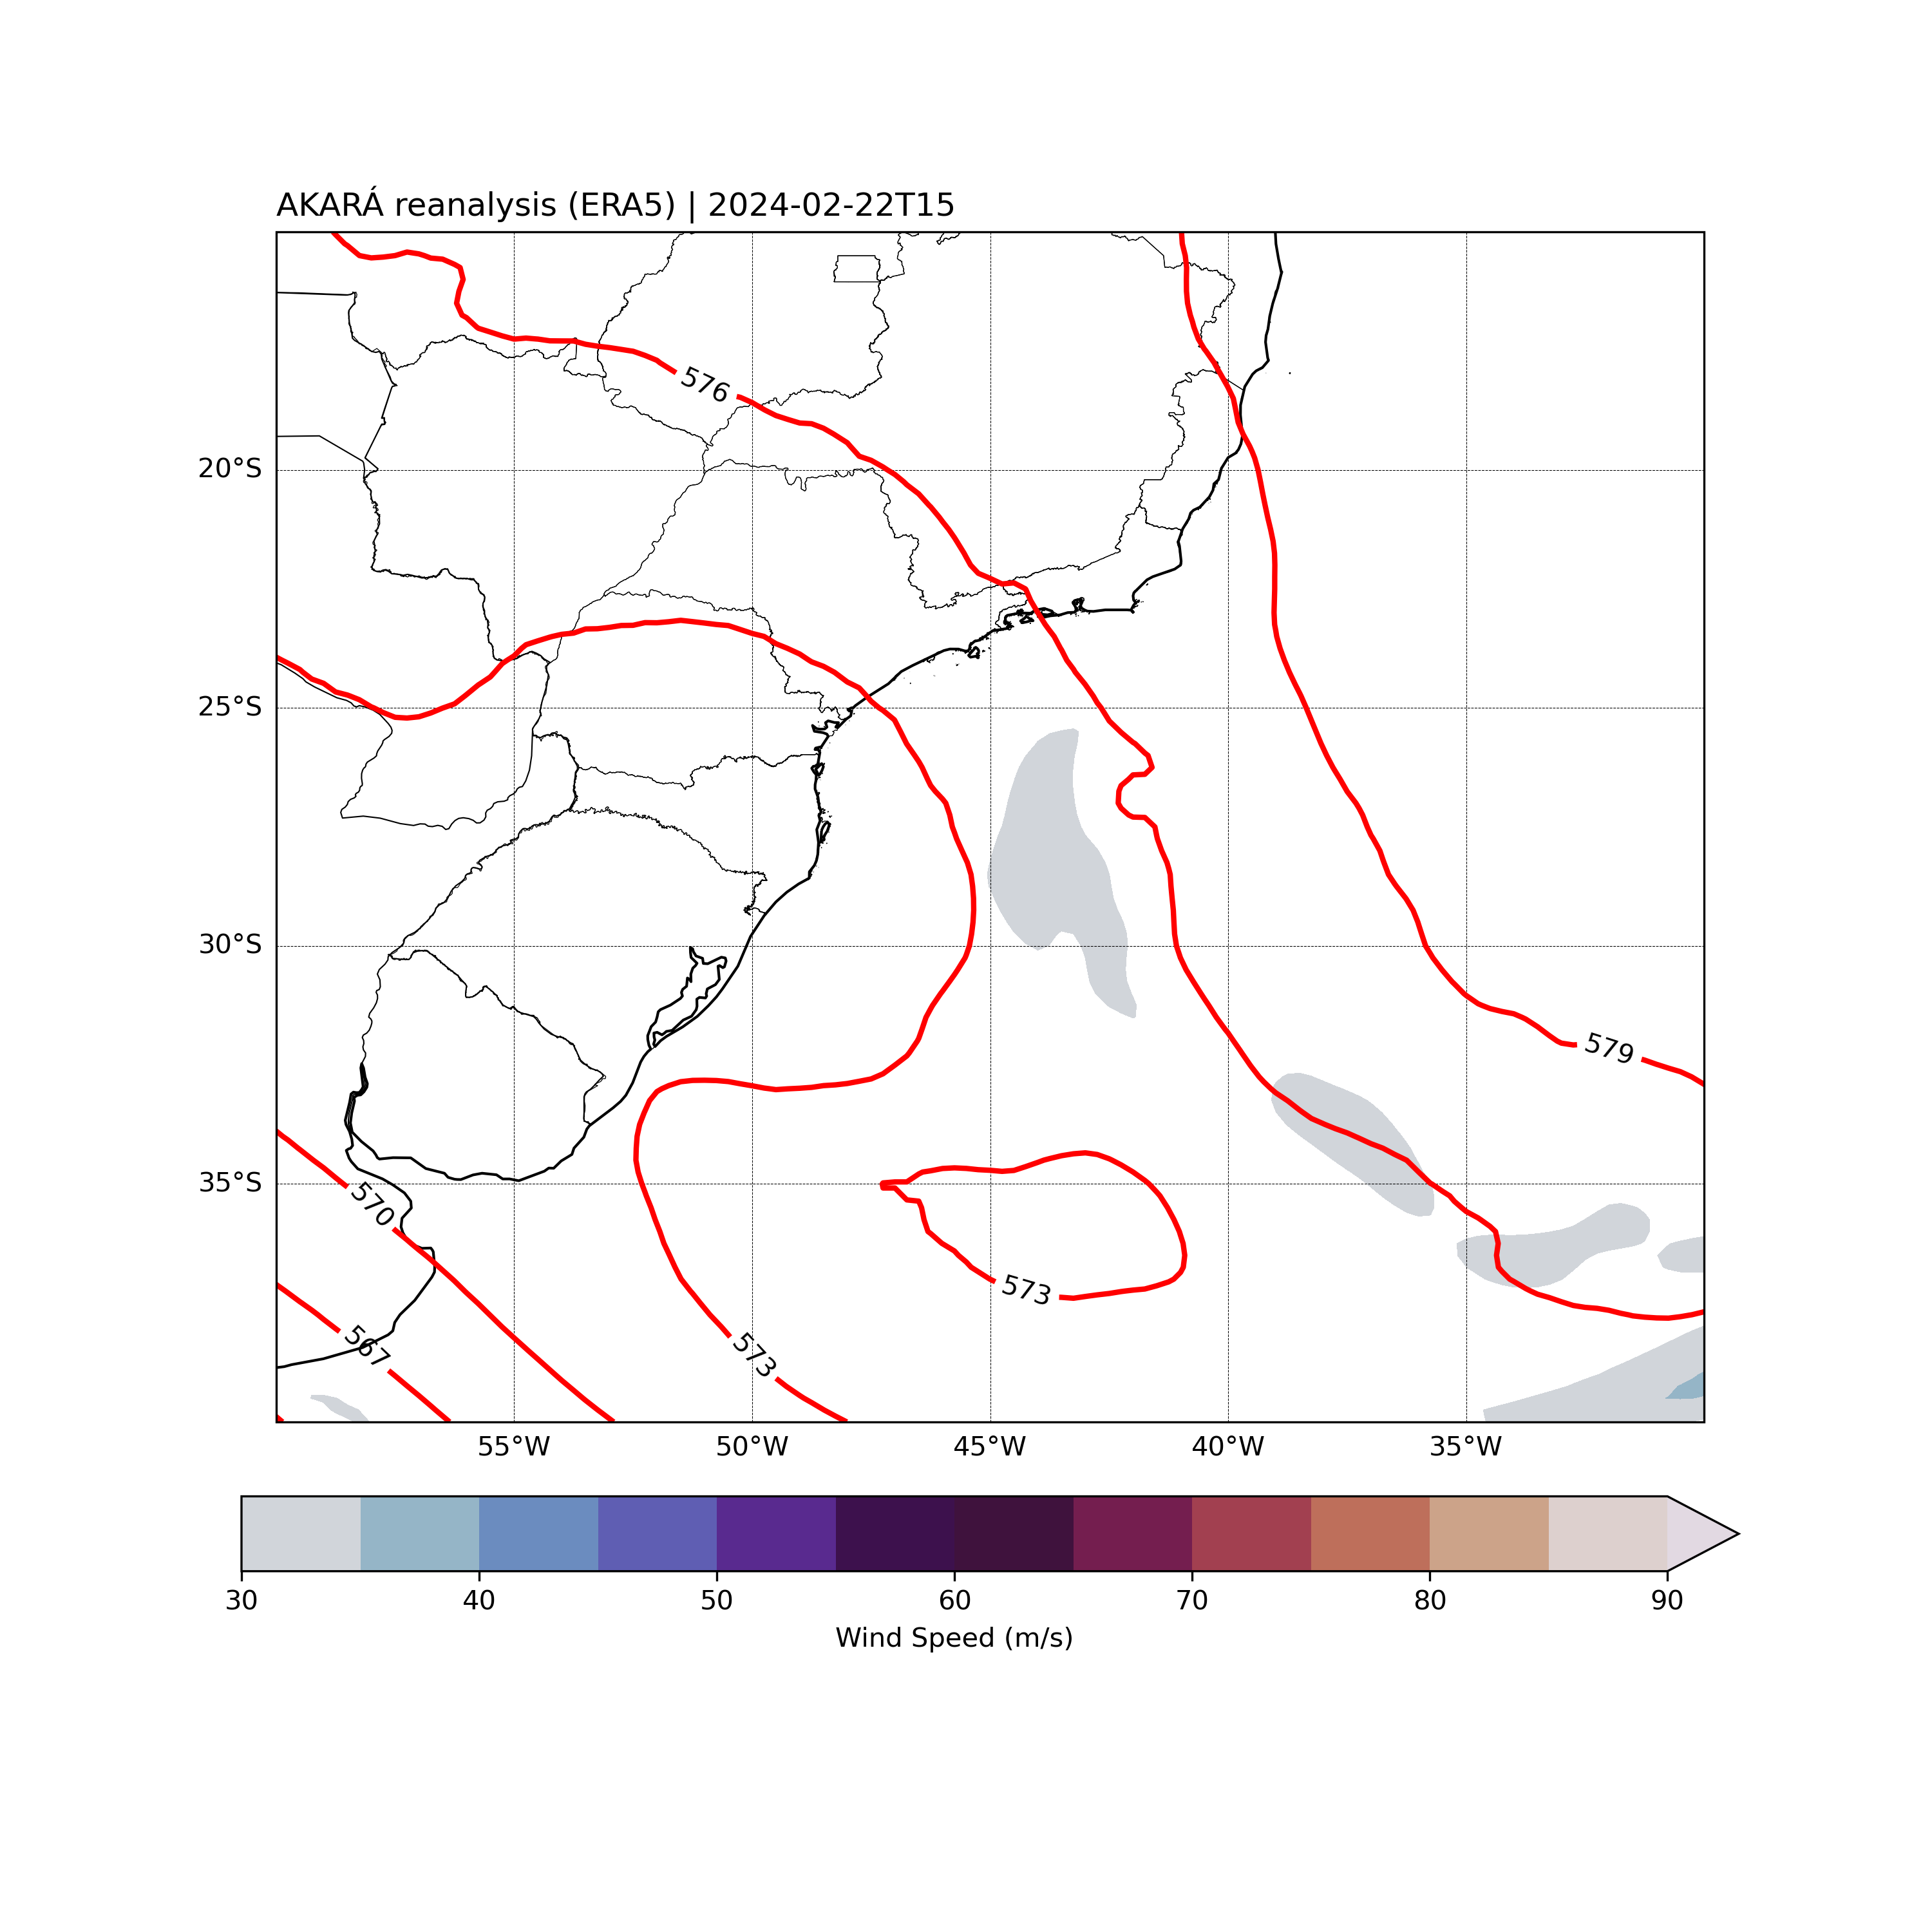 AKARÁ reanalysis (ERA5) | 2024-02-22T15
576
20°S
25°S
30°S
579
35°S
570
573
567
573
55°W 50°W 45°W 40°W 35°W
30 40 50 60 70 80 90
Wind Speed (m/s)